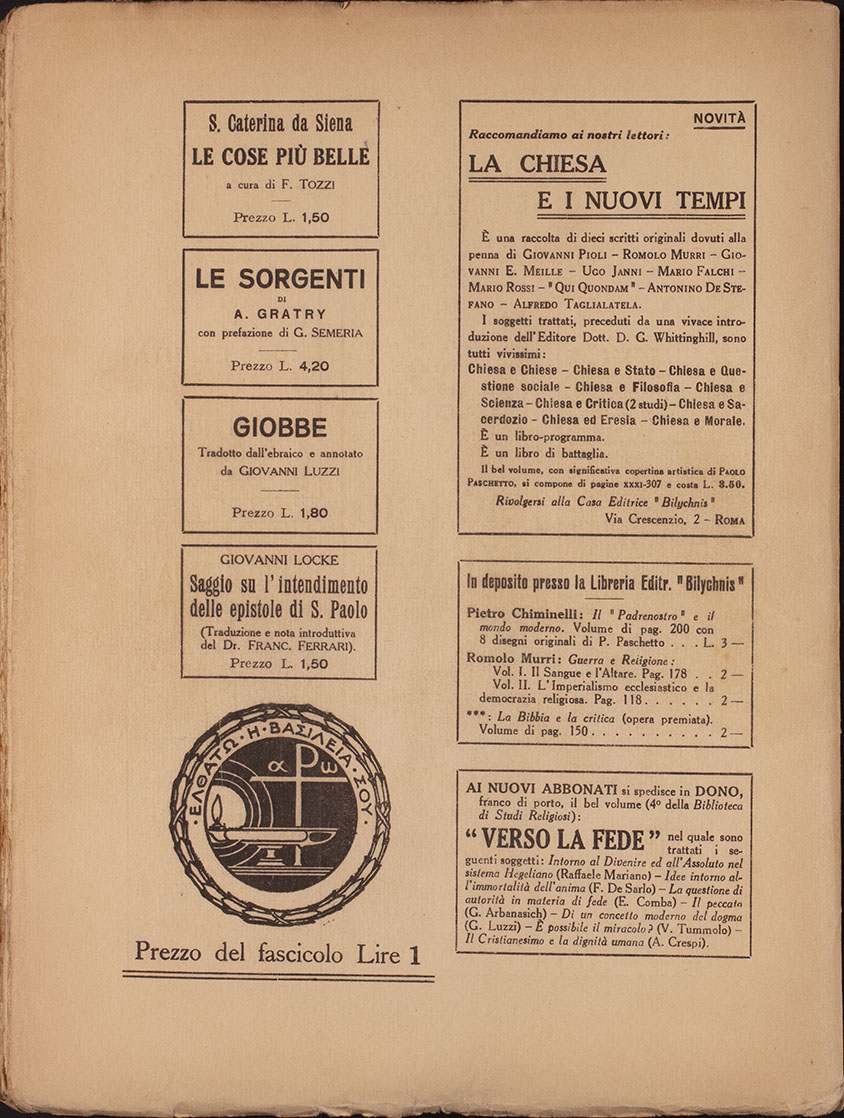 S. Caterina da Siena
LE COSE PIÙ BELLE
a cura di F. TOZZI
Prezzo L. 1,50
LE SORGENTI
DI
A. GRATRY
con prefazione di G. SEMERIA
Prezzo L. 4,20
GIOBBE
Tradotto dall'ebraico e annotato
da GIOVANNI LUZZI
Prezzo L. 1,80
GIOVANNI LOCKE
Saggio su l'intendimento
delle epistole di S. Paolo
(Traduzione e nota introduttiva
del Dr. FRANC. FERRARI).
Prezzo L. 1,50
· ΕΛΘΑΤΩ · Η · ΒΑΣΙΛΕΙΑ · ΣΟΥ ·
α ω
Prezzo del fascicolo Lire 1
NOVITÀ
Raccomandiamo ai nostri lettori:
LA CHIESA
E I NUOVI TEMPI
È una raccolta di dieci scritti originali dovuti alla
penna di GIOVANNI PIOLI – ROMOLO MURRI – GIO-
VANNI E. MEILLE – UGO JANNI – MARIO FALCHI –
MARIO ROSSI – "QUI QUONDAM" – ANTONINO DE STE-
FANO – ALFREDO TAGLIALATELA.
I soggetti trattati, preceduti da una vivace intro-
duzione dell'Editore Dott. D. G. Whittinghill, sono
tutti vivissimi:
Chiesa e Chiese – Chiesa e Stato – Chiesa e Que-
stione sociale – Chiesa e Filosofia – Chiesa e
Scienza – Chiesa e Critica (2 studi) – Chiesa e Sa-
cerdozio – Chiesa ed Eresia – Chiesa e Morale.
È un libro-programma.
È un libro di battaglia.
Il bel volume, con significativa copertina artistica di PAOLO
PASCHETTO, si compone di pagine XXXI-307 e costa L. 3.50.
Rivolgersi alla Casa Editrice "Bilychnis"
Via Crescenzio, 2 – ROMA
In deposito presso la Libreria Editr. "Bilychnis"
Pietro Chiminelli: Il "Padrenostro" e il
mondo moderno. Volume di pag. 200 con
8 disegni originali di P. Paschetto . . . L. 3 —
Romolo Murri: Guerra e Religione:
Vol. I. Il Sangue e l'Altare. Pag. 178 . . 2 —
Vol. II. L'Imperialismo ecclesiastico e la
democrazia religiosa. Pag. 118. . . . . . 2 —
***: La Bibbia e la critica (opera premiata).
Volume di pag. 150. . . . . . . . . . 2 —
AI NUOVI ABBONATI si spedisce in DONO,
franco di porto, il bel volume (4º della Biblioteca
di Studi Religiosi):
"VERSO LA FEDE" nel quale sono
trattati i se-
guenti soggetti: Intorno al Divenire ed all'Assoluto nel
sistema Hegeliano (Raffaele Mariano) – Idee intorno al-
l'immortalità dell'anima (F. De Sarlo) – La questione di
autorità in materia di fede (E. Comba) – Il peccato
(G. Arbanasich) – Di un concetto moderno del dogma
(G. Luzzi) – È possibile il miracolo? (V. Tummolo) –
Il Cristianesimo e la dignità umana (A. Crespi).